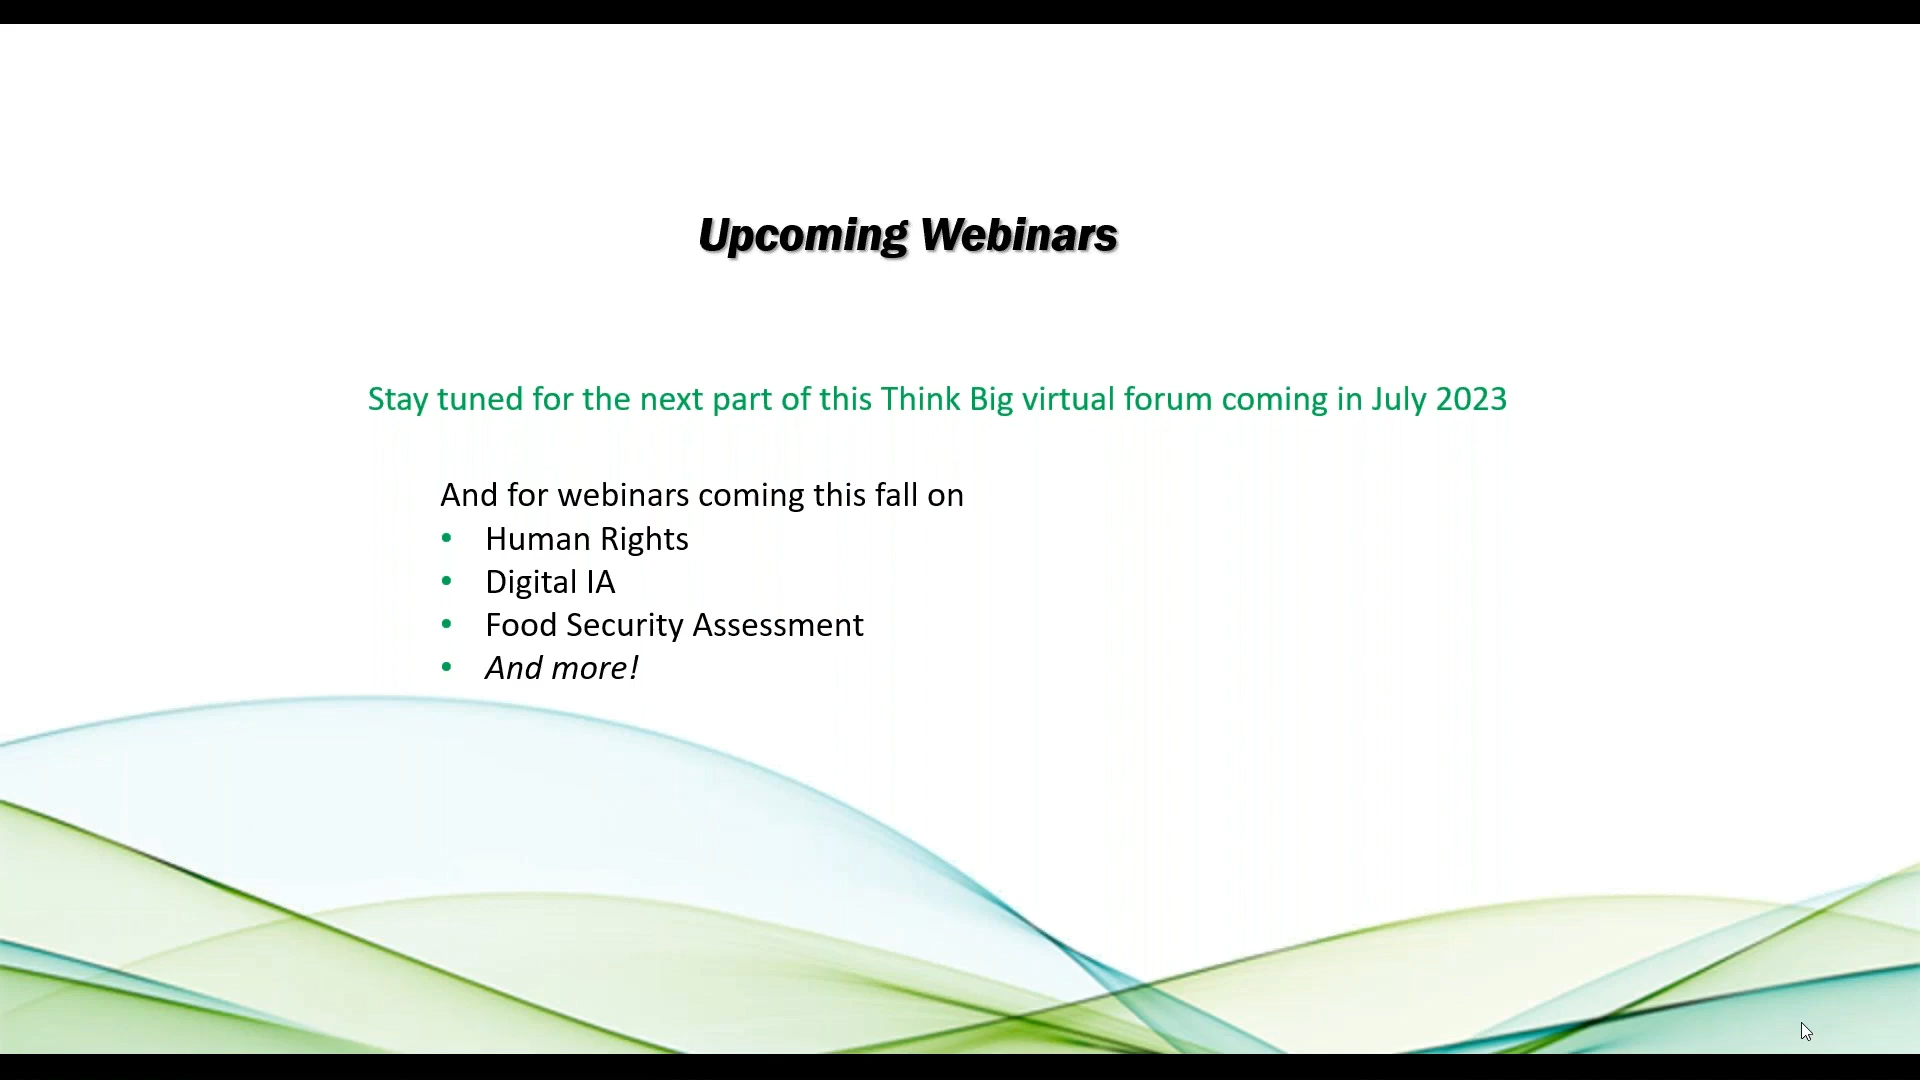 Upcoming Webinars
Stay tuned for the next part of this Think Big virtual forum coming in July 2023
And for webinars coming this fall on
• Human Rights
• Digital IA
• Food Security Assessment
• And more!